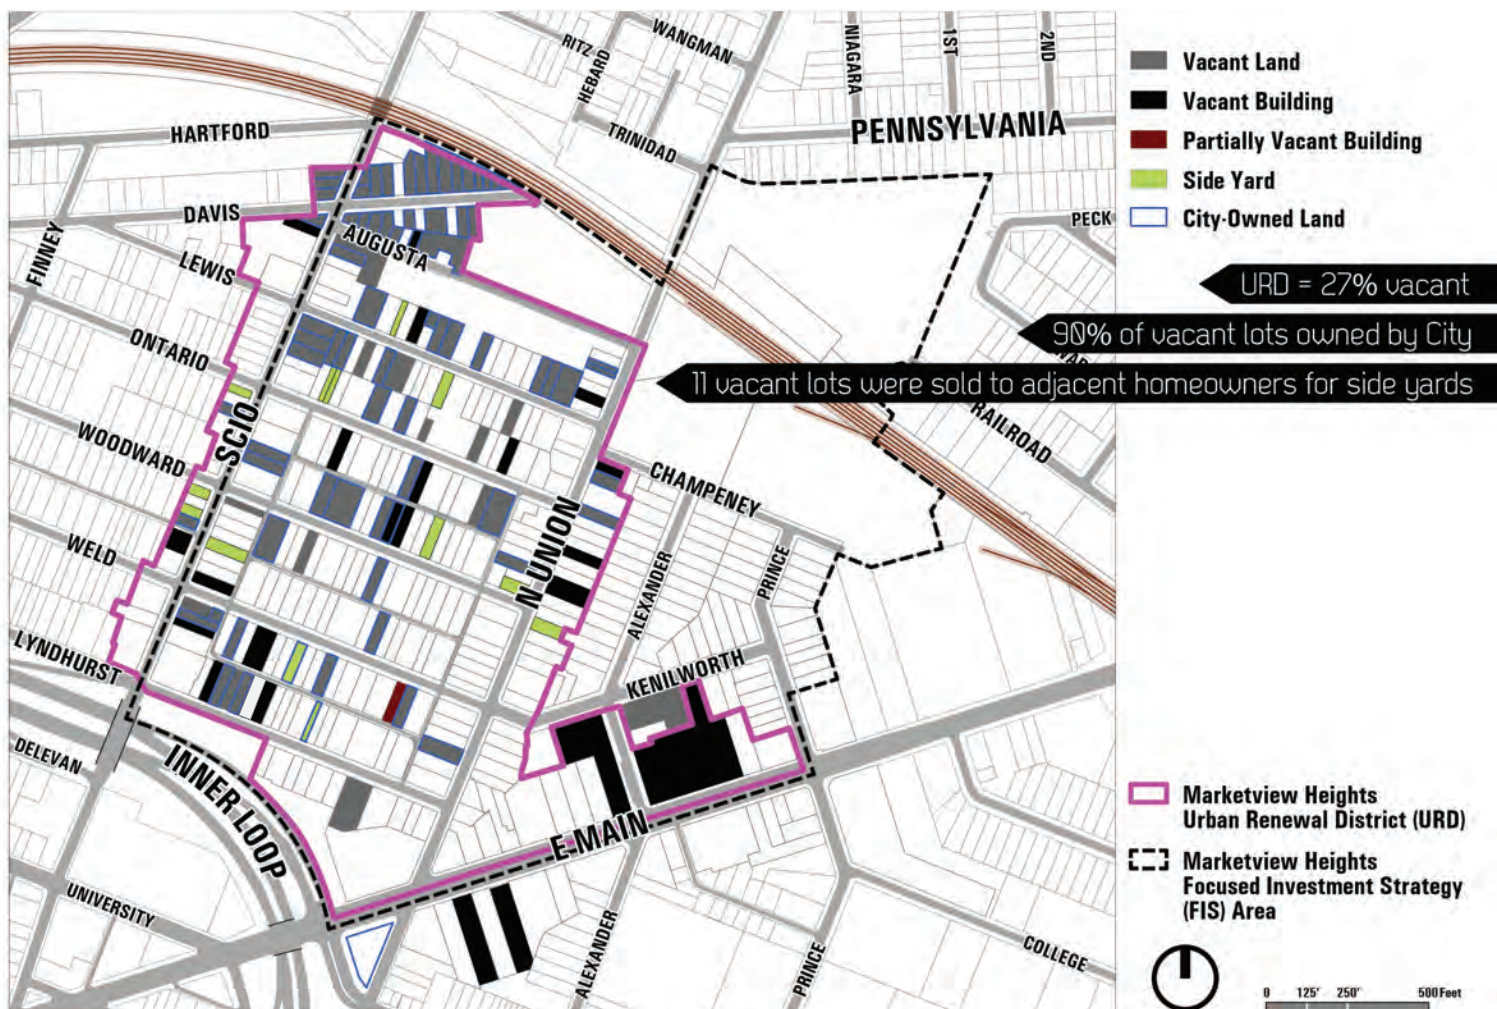 WANGMAN
RITZ
HEBARD
NIAGARA
1ST
2ND
HARTFORD
TRINIDAD
PENNSYLVANIA
DAVIS
PECK
FINNEY
LEWIS
AUGUSTA
ONTARIO
WOODWARD
SCIO
WELD
N UNION
CHAMPENEY
RAILROAD
ALEXANDER
PRINCE
LYNDHURST
KENILWORTH
DELEVAN
INNER LOOP
E MAIN
UNIVERSITY
ALEXANDER
PRINCE
COLLEGE
Vacant Land
Vacant Building
Partially Vacant Building
Side Yard
City-Owned Land
URD = 27% vacant
90% of vacant lots owned by City
11 vacant lots were sold to adjacent homeowners for side yards
Marketview Heights
Urban Renewal District (URD)
Marketview Heights
Focused Investment Strategy
(FIS) Area
0 125' 250' 500 Feet